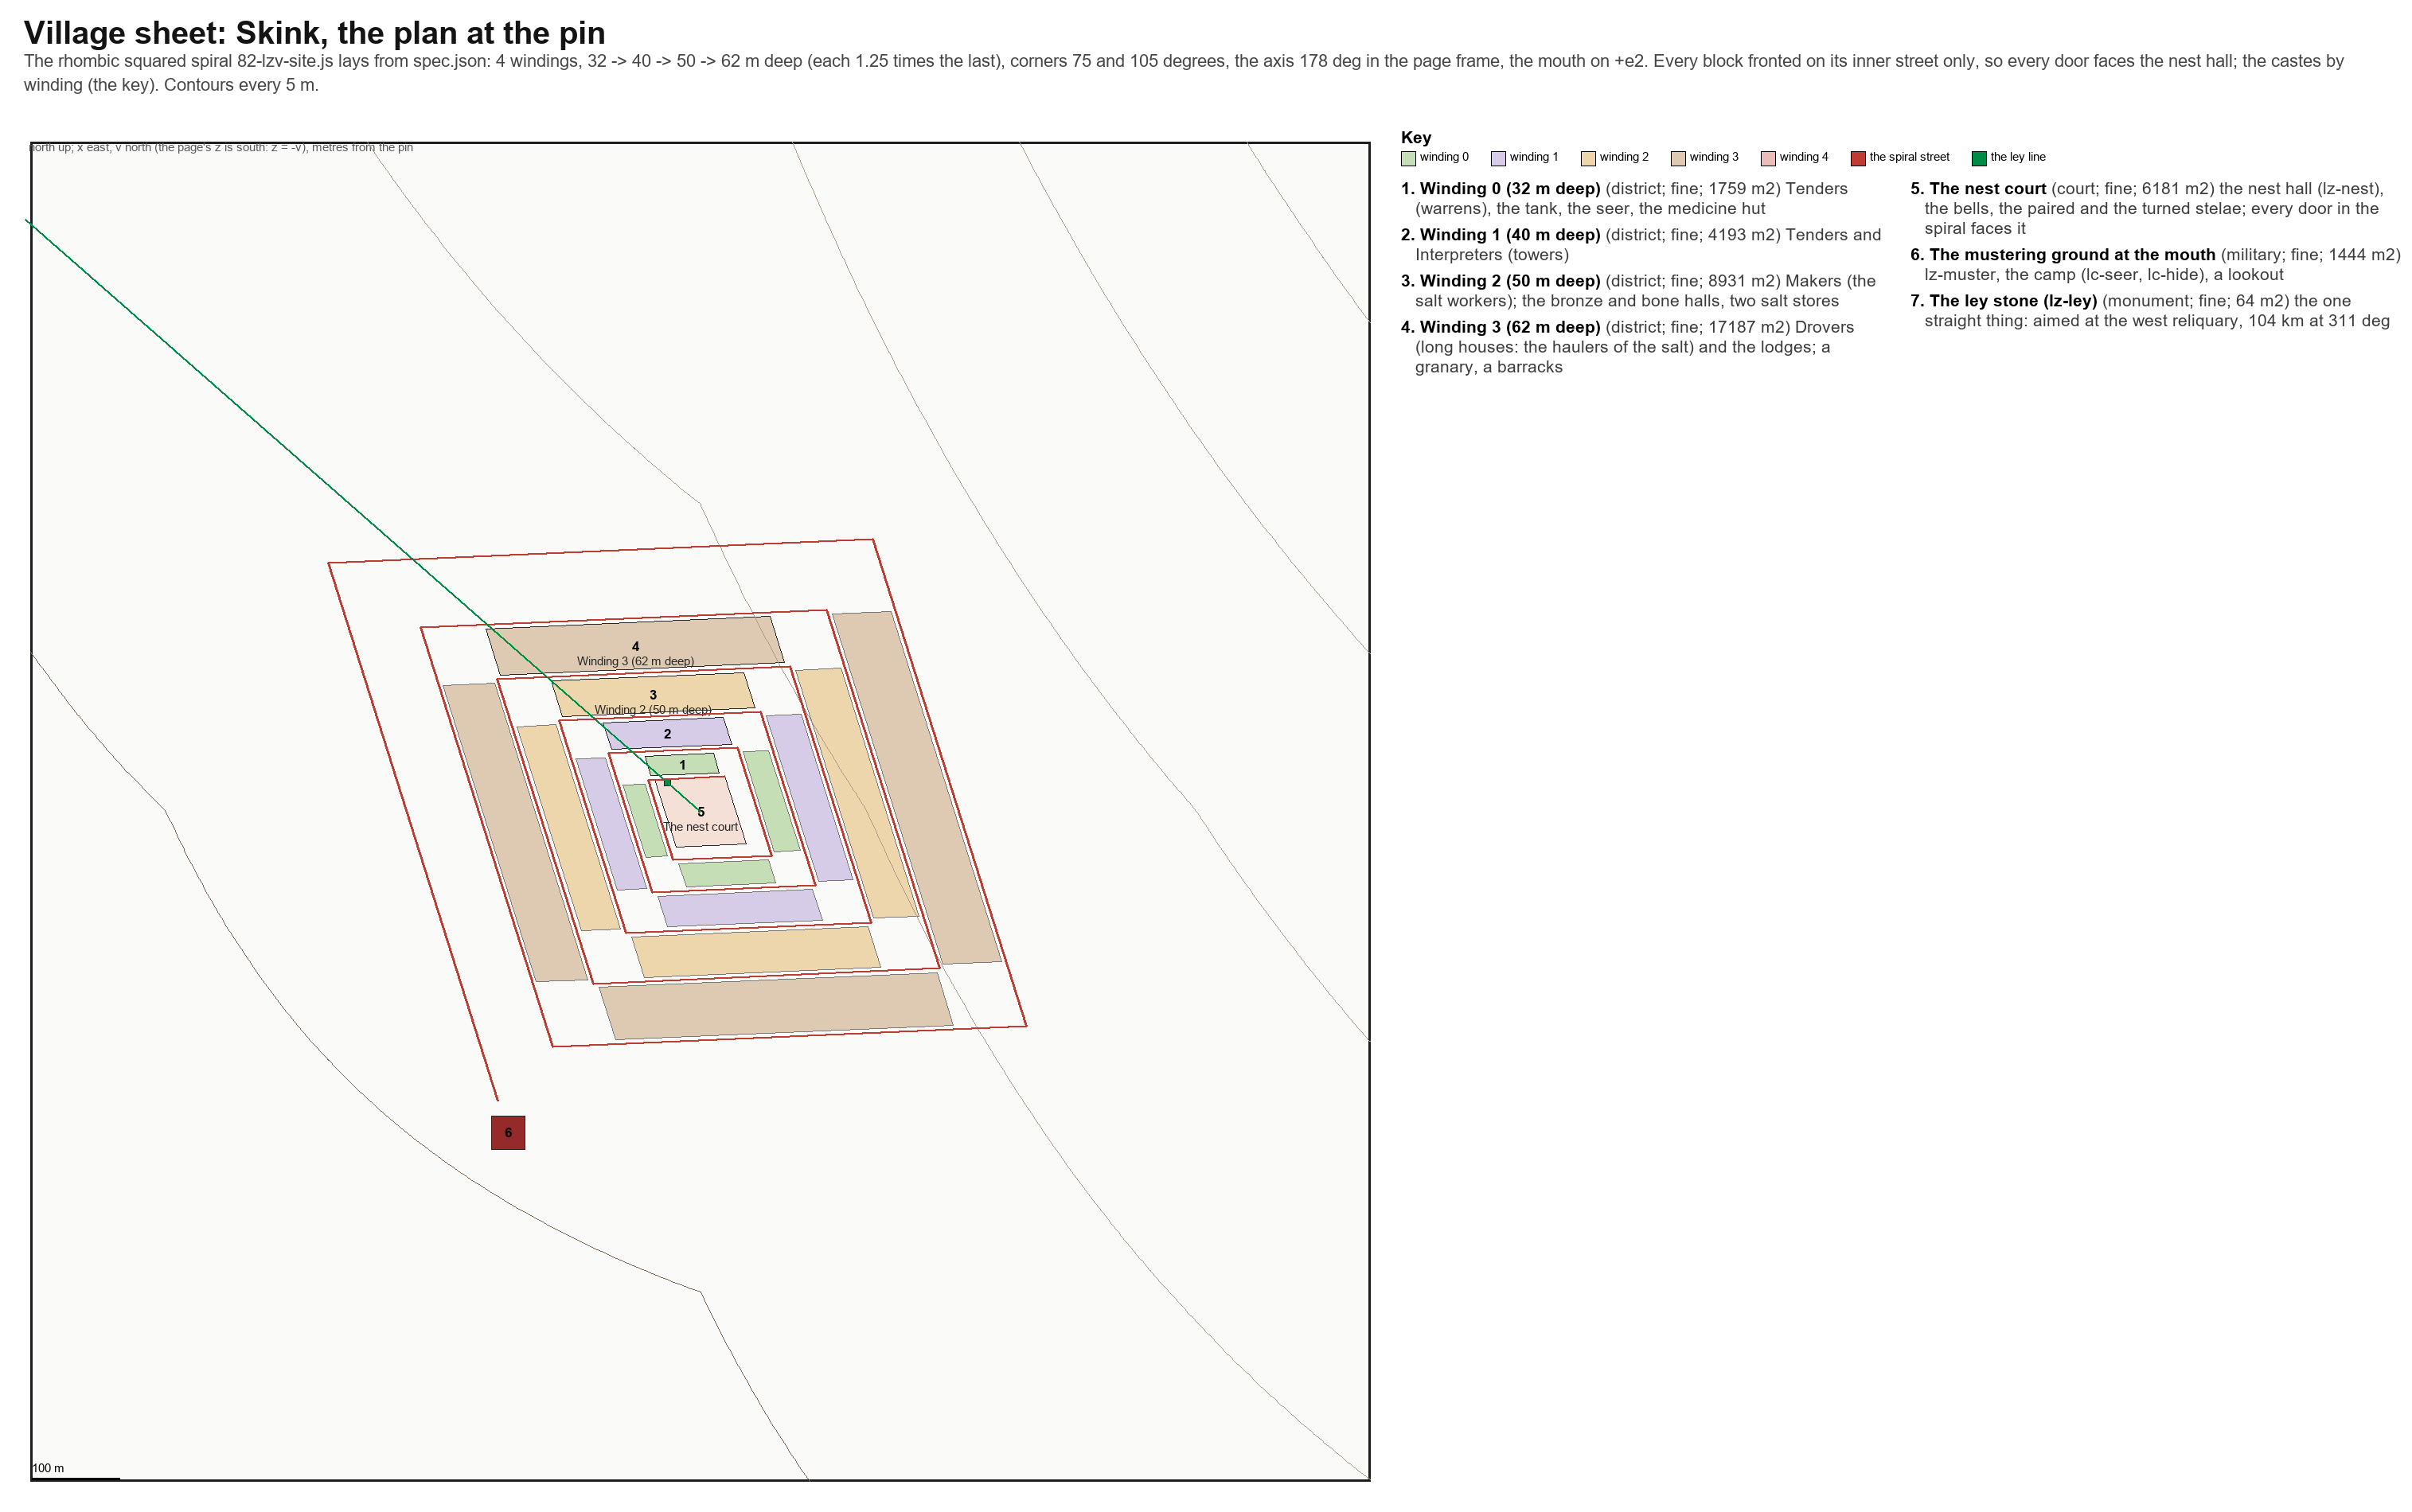 Village sheet: Skink, the plan at the pin
The rhombic squared spiral 82-lzv-site.js lays from spec.json: 4 windings, 32 -> 40 -> 50 -> 62 m deep (each 1.25 times the last), corners 75 and 105 degrees, the axis 178 deg in the page frame, the mouth on +e2. Every block fronted on its inner street only, so every door faces the nest hall; the castes by
winding (the key). Contours every 5 m.
north up; x east, v north (the page's z is south: z = -v), metres from the pin
4
Winding 3 (62 m deep)
3
Winding 2 (50 m deep)
2
1
5
The nest court
6
100 m
Key
winding 0
winding 1
winding 2
winding 3
winding 4
the spiral street
the ley line
1. Winding 0 (32 m deep) (district; fine; 1759 m2) Tenders
(warrens), the tank, the seer, the medicine hut
2. Winding 1 (40 m deep) (district; fine; 4193 m2) Tenders and
Interpreters (towers)
3. Winding 2 (50 m deep) (district; fine; 8931 m2) Makers (the
salt workers); the bronze and bone halls, two salt stores
4. Winding 3 (62 m deep) (district; fine; 17187 m2) Drovers
(long houses: the haulers of the salt) and the lodges; a
granary, a barracks
5. The nest court (court; fine; 6181 m2) the nest hall (lz-nest),
the bells, the paired and the turned stelae; every door in the
spiral faces it
6. The mustering ground at the mouth (military; fine; 1444 m2)
lz-muster, the camp (lc-seer, lc-hide), a lookout
7. The ley stone (lz-ley) (monument; fine; 64 m2) the one
straight thing: aimed at the west reliquary, 104 km at 311 deg